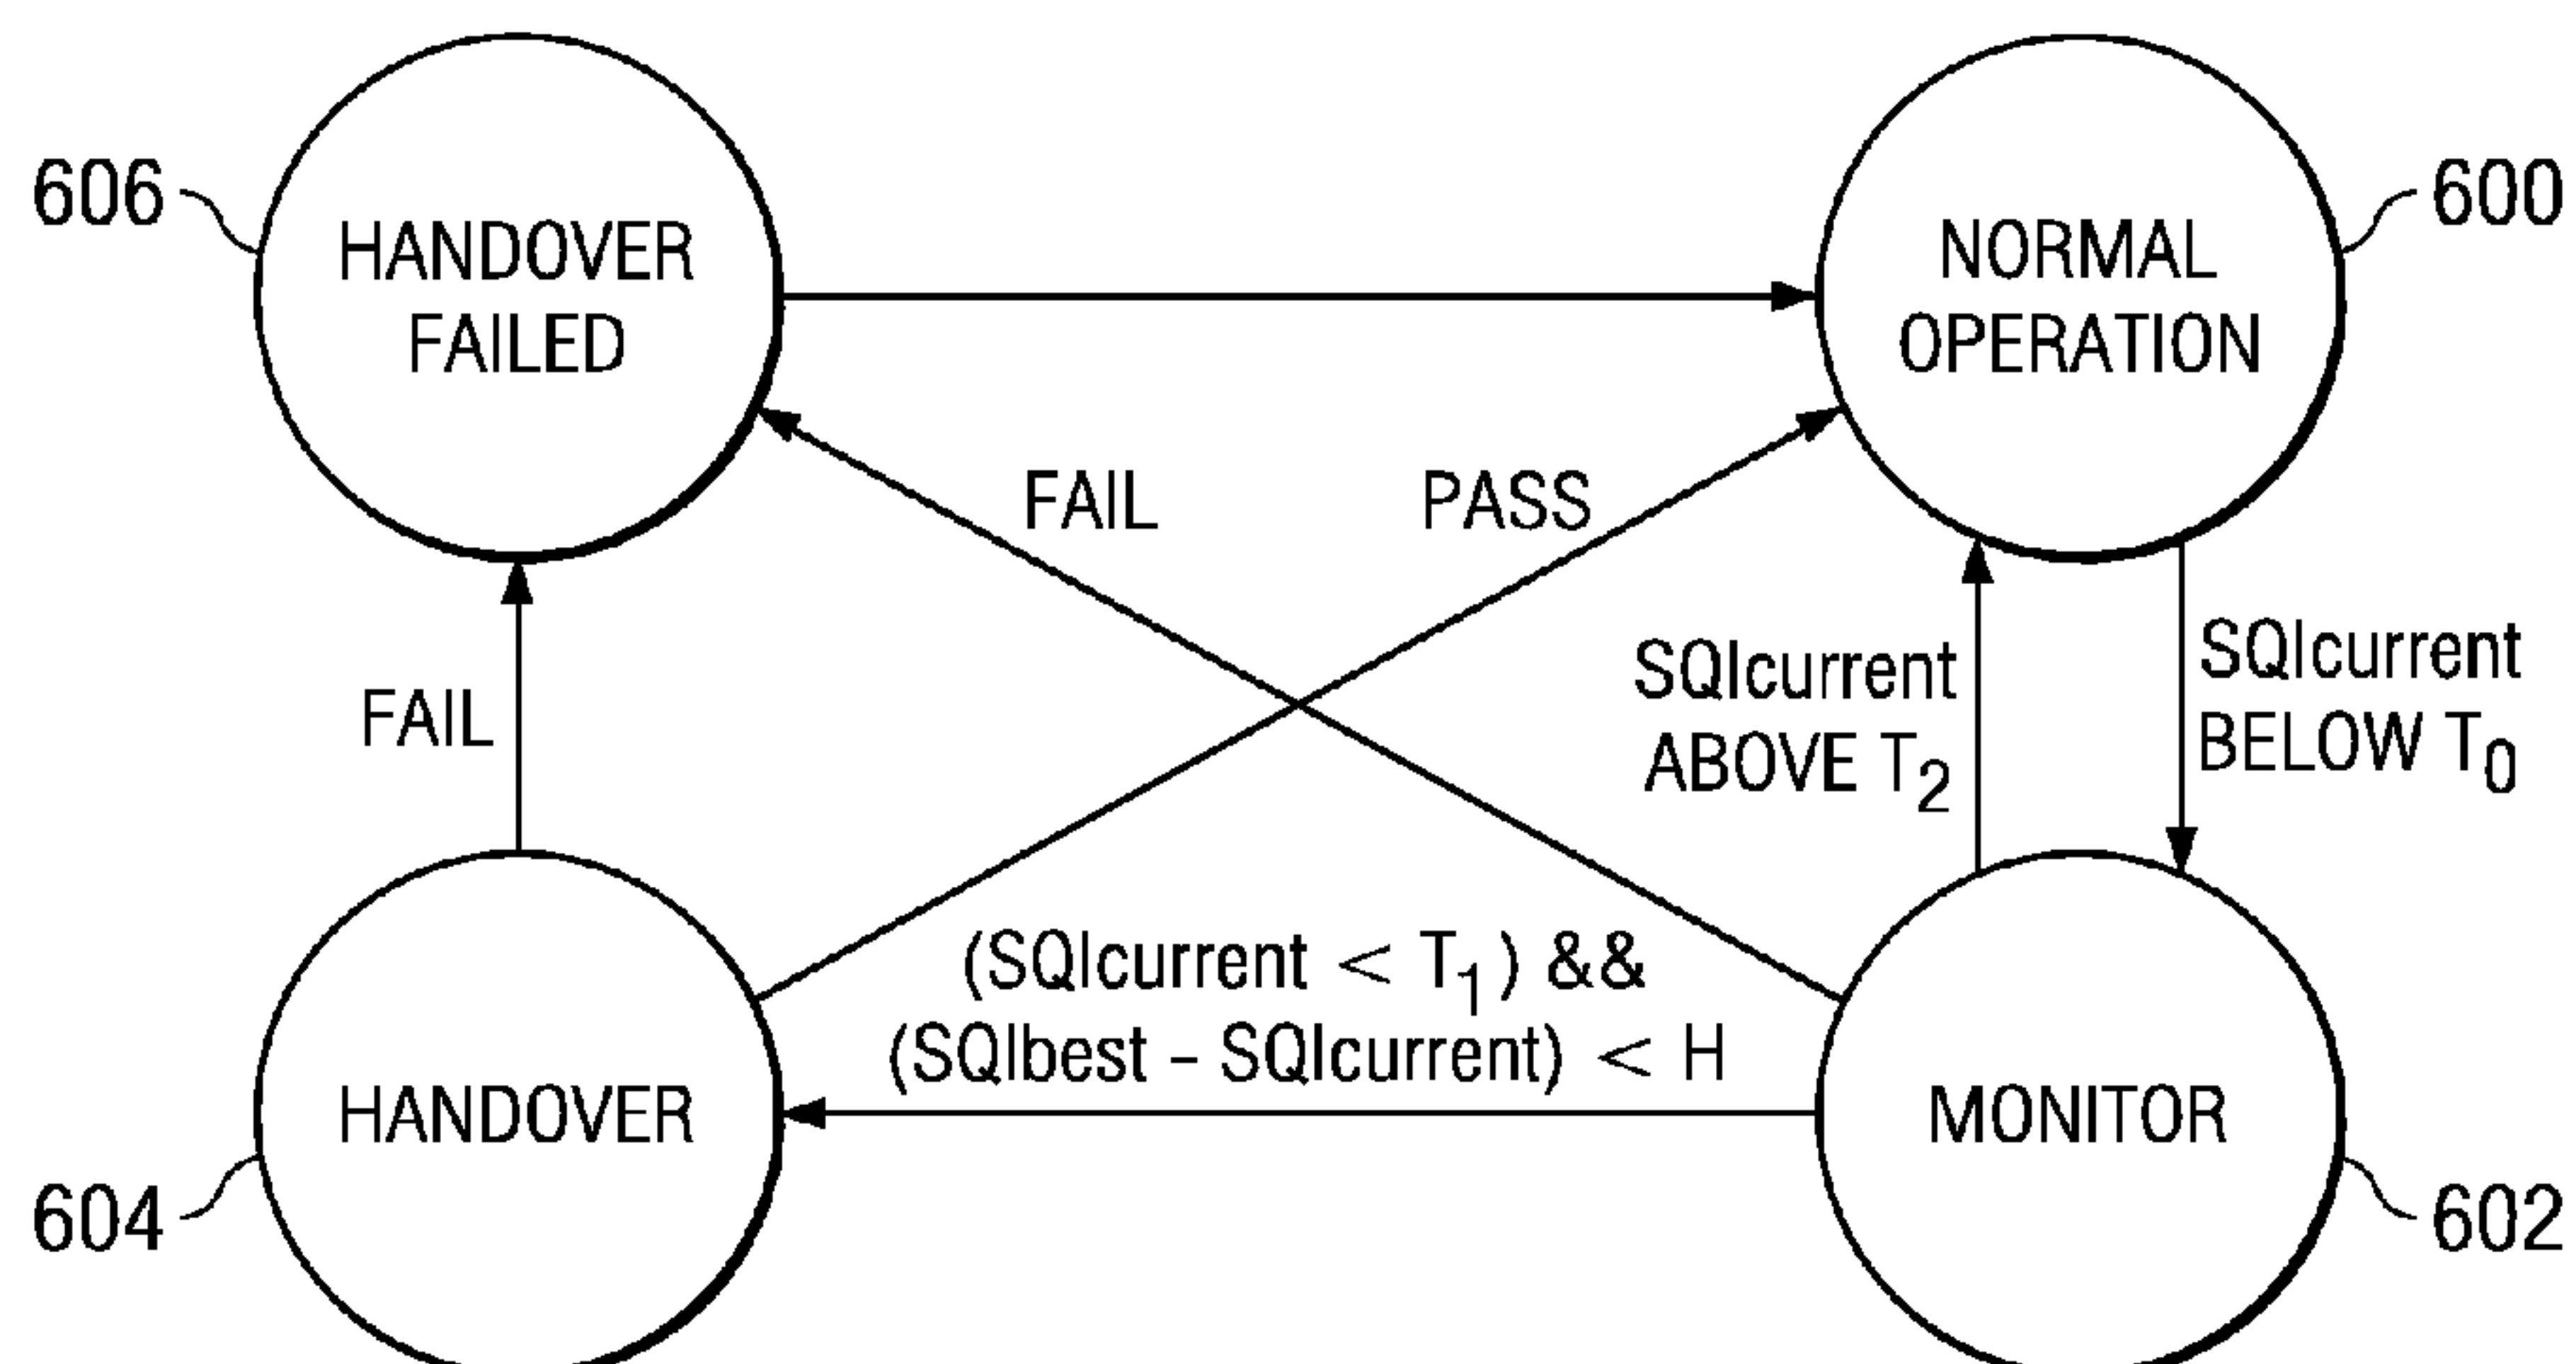 606
HANDOVER
FAILED
NORMAL
OPERATION
600
FAIL
PASS
FAIL
SQIcurrent
ABOVE T2
SQIcurrent
BELOW T0
(SQIcurrent < T1) &&
(SQIbest – SQIcurrent) < H
HANDOVER
MONITOR
604
602